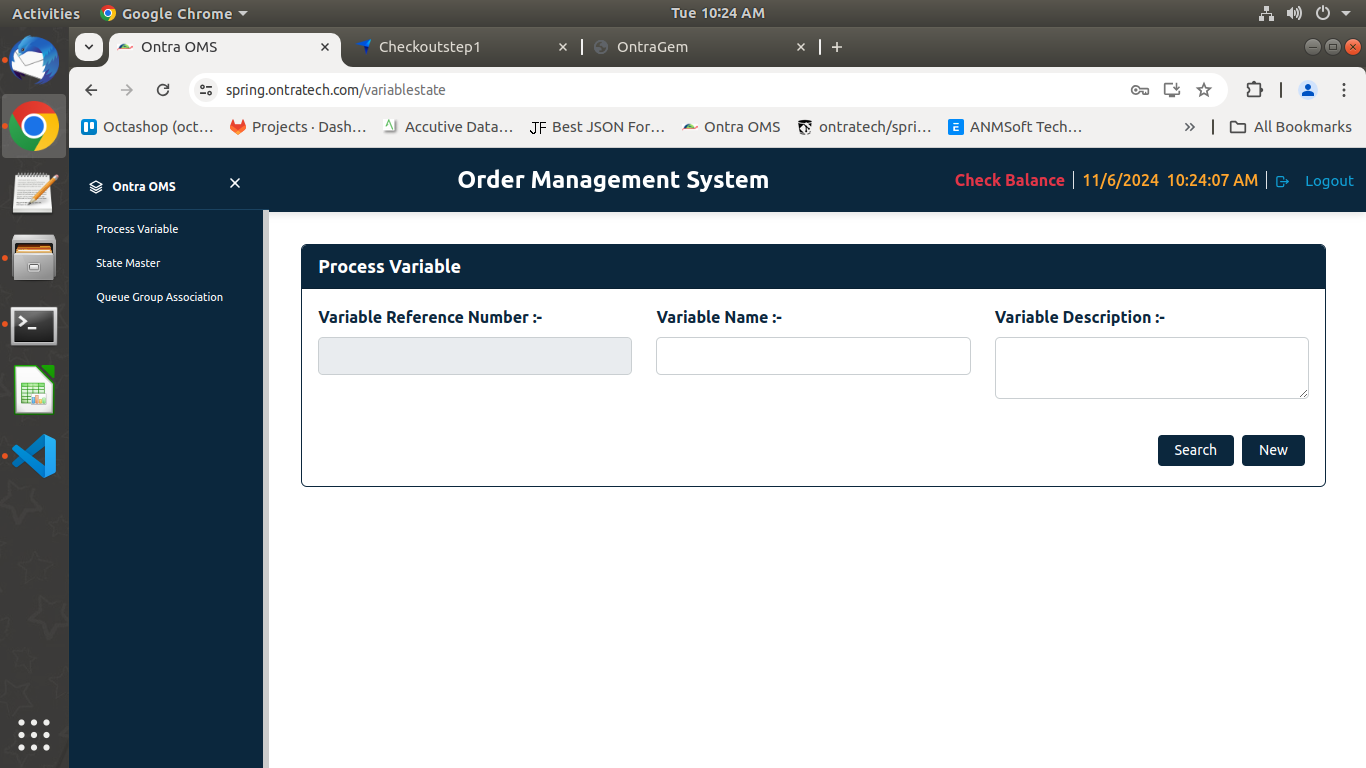 Activities Google Chrome Tue 10:24 AM
Ontra OMS Checkoutstep1 OntraGem
spring.ontratech.com/variablestate
Octashop (oct… Projects · Dash… Accutive Data… JF Best JSON For… Ontra OMS ontratech/spri… E ANMSoft Tech… » All Bookmarks
Ontra OMS Order Management System Check Balance 11/6/2024 10:24:07 AM Logout
Process Variable
State Master
Queue Group Association
Process Variable
Variable Reference Number :- Variable Name :- Variable Description :-
Search New